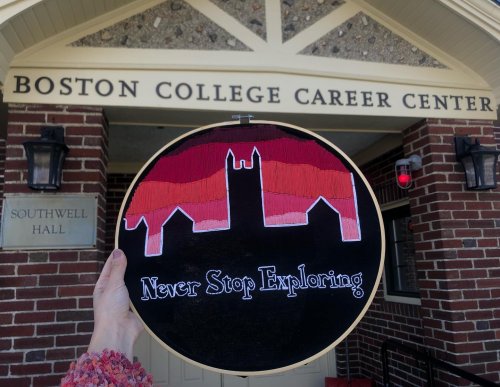 BOSTON COLLEGE CAREER CENTER
SOUTHWELL
HALL
Never Stop Exploring